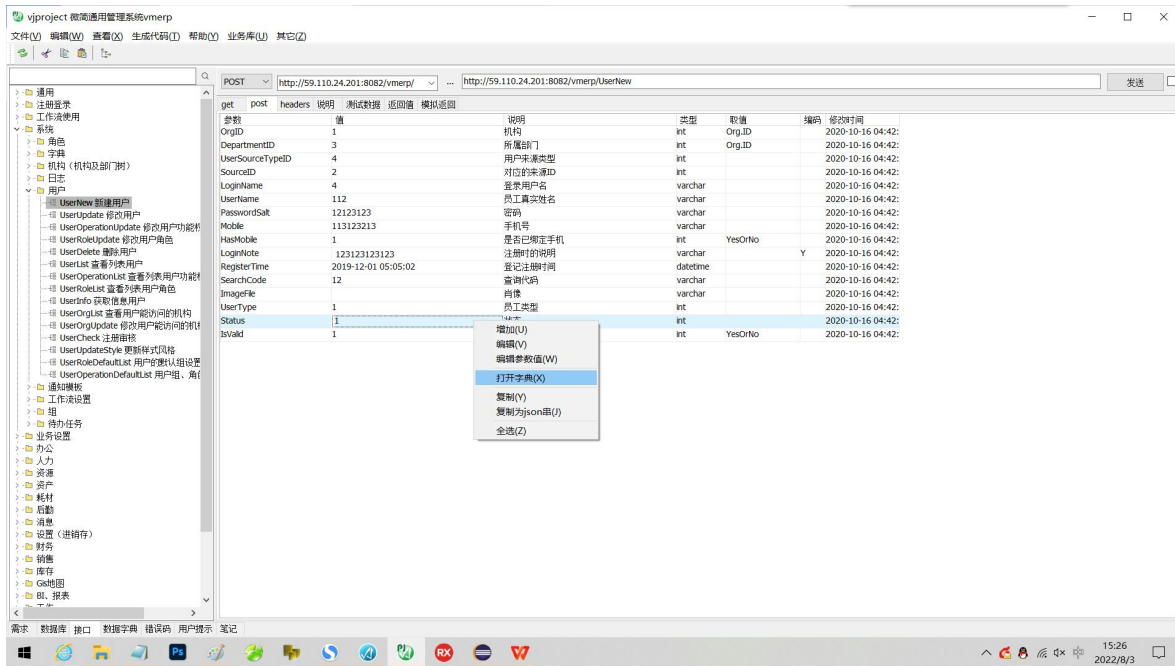 vjproject 微简通用管理系统vmerp
文件(V) 编辑(W) 查看(X) 生成代码(T) 帮助(Y) 业务库(U) 其它(Z)
POST http://59.110.24.201:8082/vmerp/ ... http://59.110.24.201:8082/vmerp/UserNew 发送
get post headers 说明 测试数据 返回值 模拟返回
通用
注册登录
工作流使用
系统
角色
字典
机构（机构及部门树）
日志
用户
UserNew 新建用户
UserUpdate 修改用户
UserOperationUpdate 修改用户功能权
UserRoleUpdate 修改用户角色
UserDelete 删除用户
UserList 查看列表用户
UserOperationList 查看列表用户功能权
UserRoleList 查看列表用户角色
UserInfo 获取信息用户
UserOrgList 查看用户能访问的机构
UserOrgUpdate 修改用户能访问的机构
UserCheck 注册审核
UserUpdateStyle 更新样式风格
UserRoleDefaultList 用户的默认组设置
UserOperationDefaultList 用户组、角色
通知模板
工作流设置
组
待办任务
业务设置
办公
人力
资源
资产
耗材
后勤
消息
设置（进销存）
财务
销售
库存
Gis地图
BI、报表
参数 值 说明 类型 取值 编码 修改时间
OrgID 1 机构 int Org.ID 2020-10-16 04:42:
DepartmentID 3 所属部门 int Org.ID 2020-10-16 04:42:
UserSourceTypeID 4 用户来源类型 int 2020-10-16 04:42:
SourceID 2 对应的来源ID int 2020-10-16 04:42:
LoginName 4 登录用户名 varchar 2020-10-16 04:42:
UserName 112 员工真实姓名 varchar 2020-10-16 04:42:
PasswordSalt 12123123 密码 varchar 2020-10-16 04:42:
Mobile 113123213 手机号 varchar 2020-10-16 04:42:
HasMobile 1 是否已绑定手机 int YesOrNo 2020-10-16 04:42:
LoginNote 123123123123 注册时的说明 varchar Y 2020-10-16 04:42:
RegisterTime 2019-12-01 05:05:02 登记注册时间 datetime 2020-10-16 04:42:
SearchCode 12 查询代码 varchar 2020-10-16 04:42:
ImageFile 肖像 varchar 2020-10-16 04:42:
UserType 1 员工类型 int 2020-10-16 04:42:
Status 1 int 2020-10-16 04:42:
IsValid 1 int YesOrNo 2020-10-16 04:42:
增加(U)
编辑(V)
编辑参数值(W)
打开字典(X)
复制(Y)
复制为json串(J)
全选(Z)
需求 数据库 接口 数据字典 错误码 用户提示 笔记
Ps RX W 中 15:26
2022/8/3